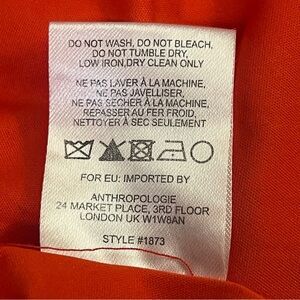 DO NOT WASH, DO NOT BLEACH,
DO NOT TUMBLE DRY,
LOW IRON,DRY CLEAN ONLY
NE PAS LAVER À LA MACHINE,
NE PAS JAVELLISER,
NE PAS SÉCHER À LA MACHINE,
REPASSER AU FER FROID,
NETTOYER À SEC SEULEMENT
FOR EU: IMPORTED BY
ANTHROPOLOGIE
24 MARKET PLACE, 3RD FLOOR
LONDON UK W1W8AN
STYLE #1873